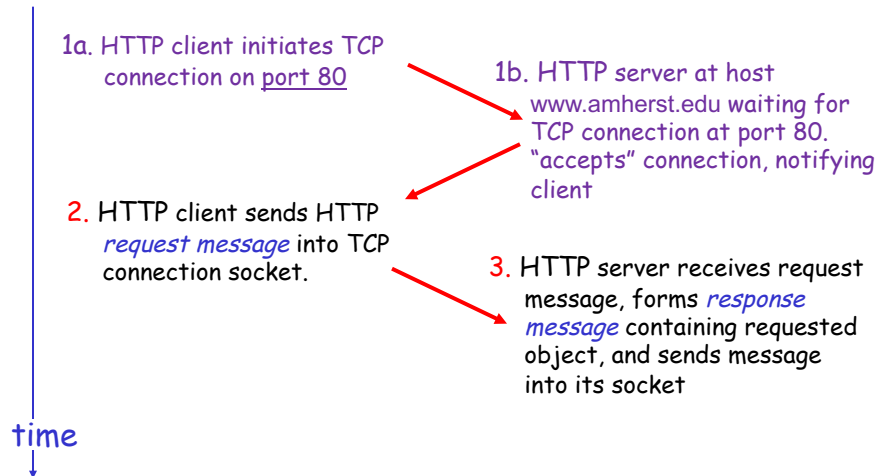 1a. HTTP client initiates TCP
connection on port 80
1b. HTTP server at host
www.amherst.edu waiting for
TCP connection at port 80.
“accepts” connection, notifying
client
2. HTTP client sends HTTP
request message into TCP
connection socket.
3. HTTP server receives request
message, forms response
message containing requested
object, and sends message
into its socket
time